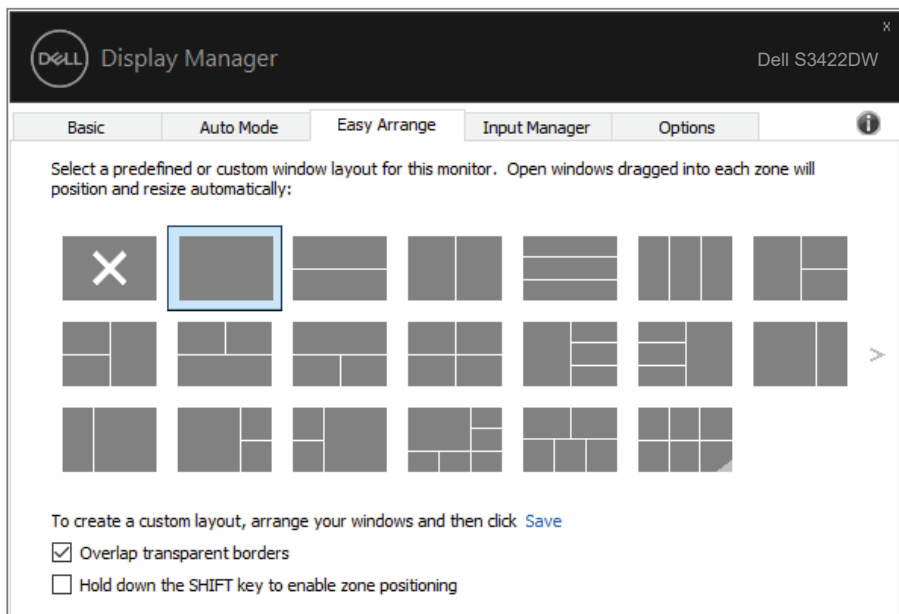 DELL Display Manager
x
Dell S3422DW
Basic Auto Mode Easy Arrange Input Manager Options
Select a predefined or custom window layout for this monitor. Open windows dragged into each zone will
position and resize automatically:
>
To create a custom layout, arrange your windows and then click Save
Overlap transparent borders
Hold down the SHIFT key to enable zone positioning